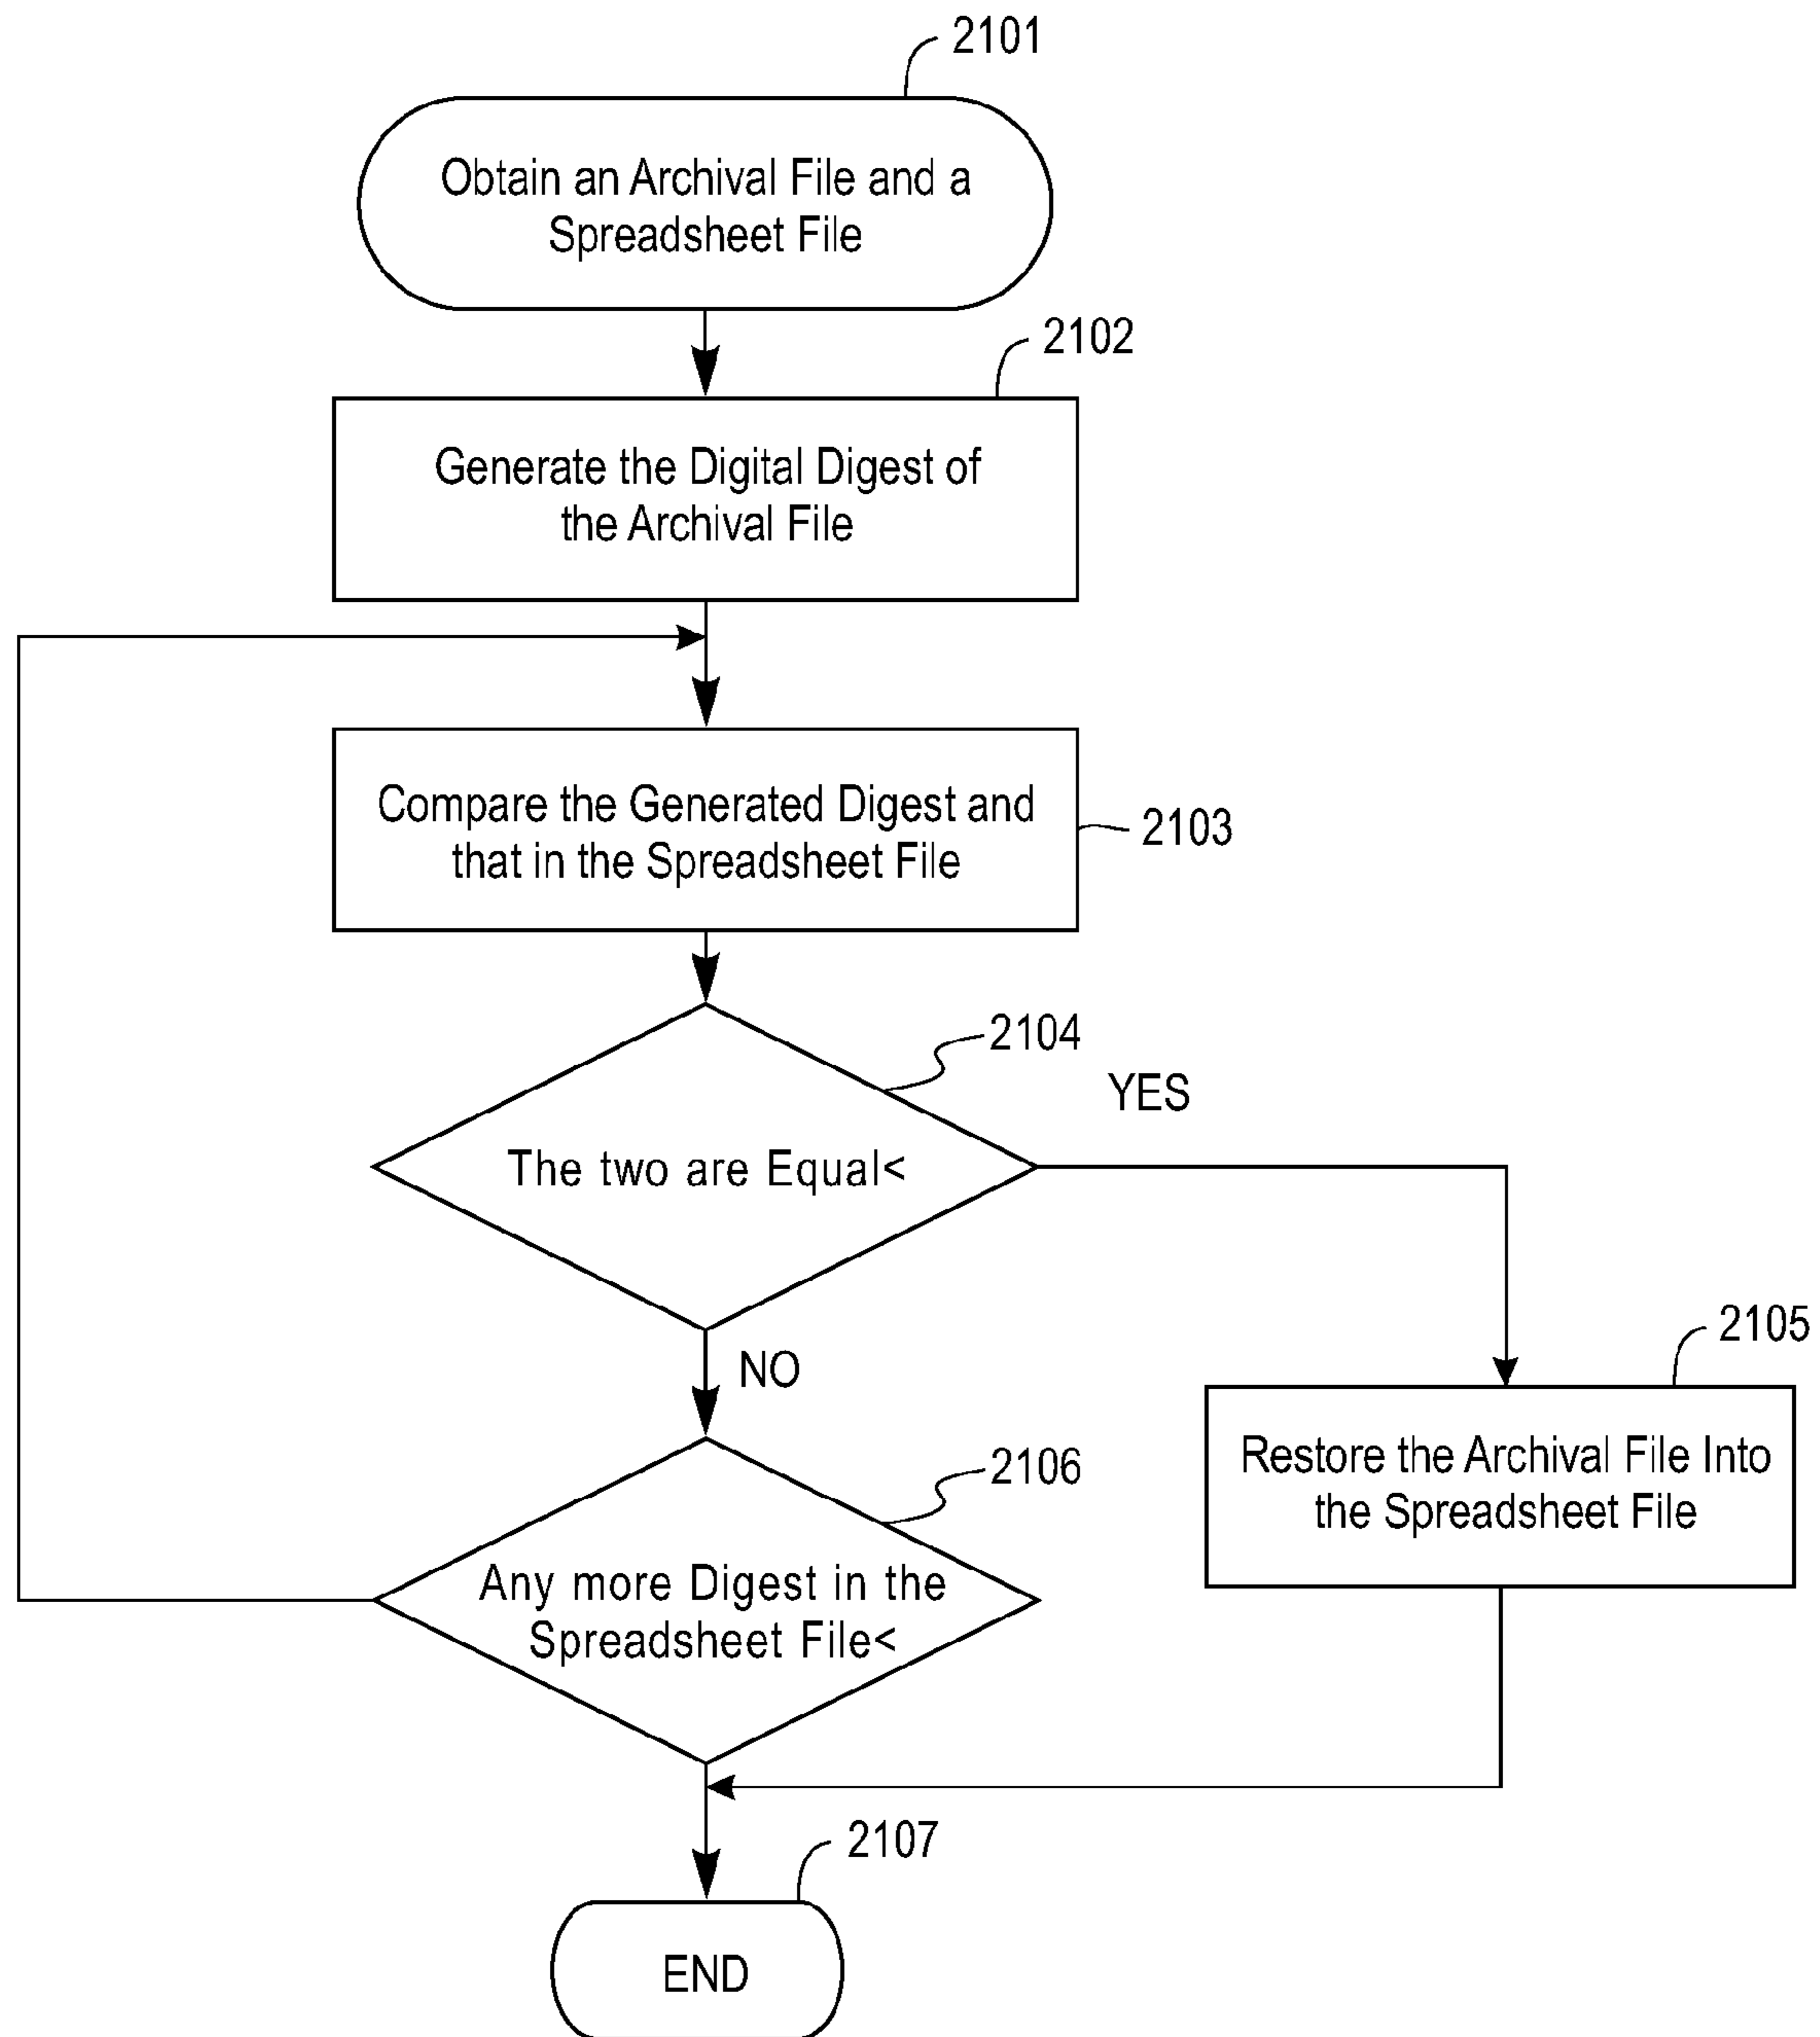 2101
Obtain an Archival File and a
Spreadsheet File
2102
Generate the Digital Digest of
the Archival File
Compare the Generated Digest and
that in the Spreadsheet File
2103
2104
YES
The two are Equal<
NO
2105
Restore the Archival File Into
the Spreadsheet File
2106
Any more Digest in the
Spreadsheet File<
2107
END